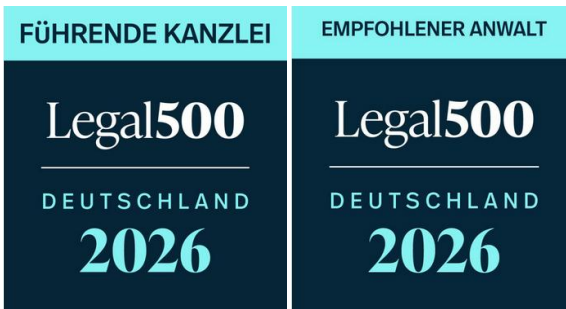 FÜHRENDE KANZLEI
Legal500
DEUTSCHLAND
2026
EMPFOHLENER ANWALT
Legal500
DEUTSCHLAND
2026